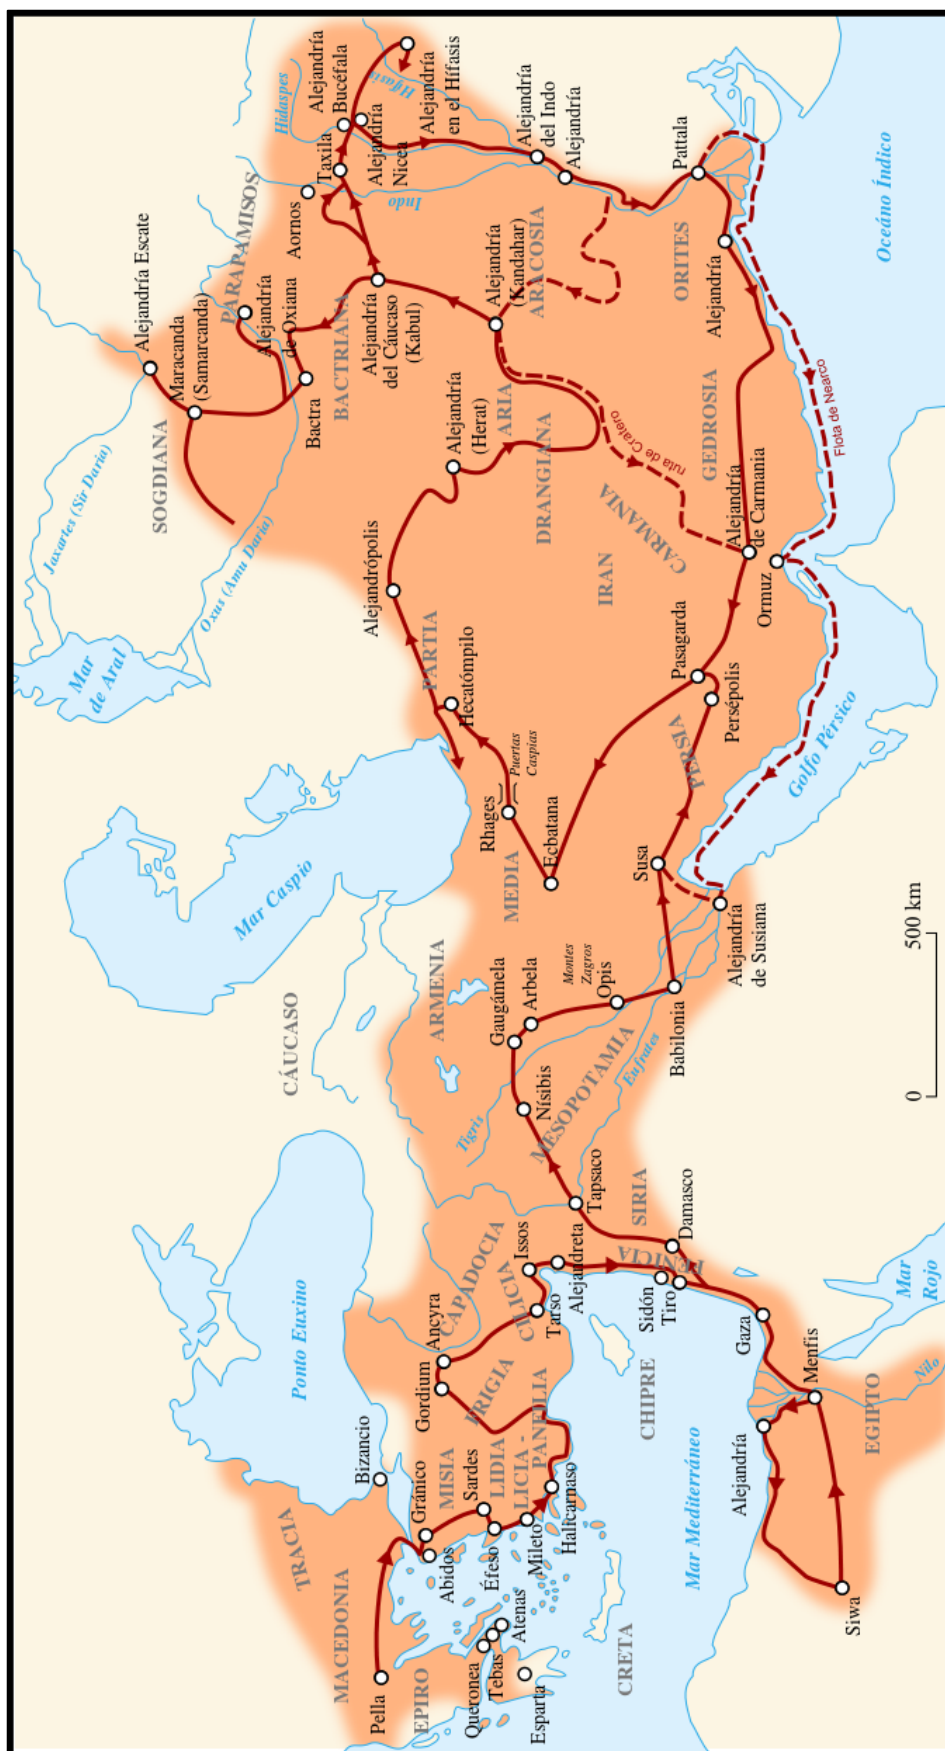 TRACIA
MACEDONIA
Pella
EPIRO
Queronea
Tebas
Atenas
Esparta
CRETA
Bizancio
Gránico
Abidos
MISIA
Sardes
LIDIA
Éfeso
LICIA -
PANFILIA
Mileto
Halicarnaso
Ponto Euxino
Gordium
Ancyra
FRIGIA
CAPADOCIA
CILICIA
Tarso
Issos
Alejandreta
CHIPRE
Mar Mediterráneo
Sidón
Tiro
FENICIA
Damasco
SIRIA
Gaza
Alejandría
Menfis
Siwa
EGIPTO
Nilo
Mar
Rojo
CÁUCASO
ARMENIA
Tapsaco
Nísibis
Tigris
MESOPOTAMIA
Eufrates
Gaugámela
Arbela
Montes
Zagros
Opis
Babilonia
Alejandría
de Susiana
Susa
0
500 km
Mar Caspio
MEDIA
Ecbatana
Rhages
Puertas
Caspias
Hecatómpilo
PARTIA
Alejandrópolis
PERSIA
Persépolis
Pasagarda
Golfo Pérsico
IRAN
CARMANIA
Ormuz
Alejandría
de Carmania
ruta de Cratero
DRANGIANA
ARIA
Alejandría
(Herat)
GEDROSIA
Flota de Nearco
Mar
de Aral
Jaxartes (Sir Daria)
Oxus (Amu Daria)
SOGDIANA
Alejandría Escate
Maracanda
(Samarcanda)
Bactra
BACTRIANA
Alejandría
de Oxiana
PARAPAMISOS
Alejandría
del Cáucaso
(Kabul)
Alejandría
(Kandahar)
ARACOSIA
Aornos
Taxila
Indo
Hidaspes
Alejandría
Bucéfala
Alejandría
Nicea
Hífasis
Alejandría
en el Hífasis
Alejandría
del Indo
Alejandría
Pattala
ORITES
Alejandría
Oceáno Índico